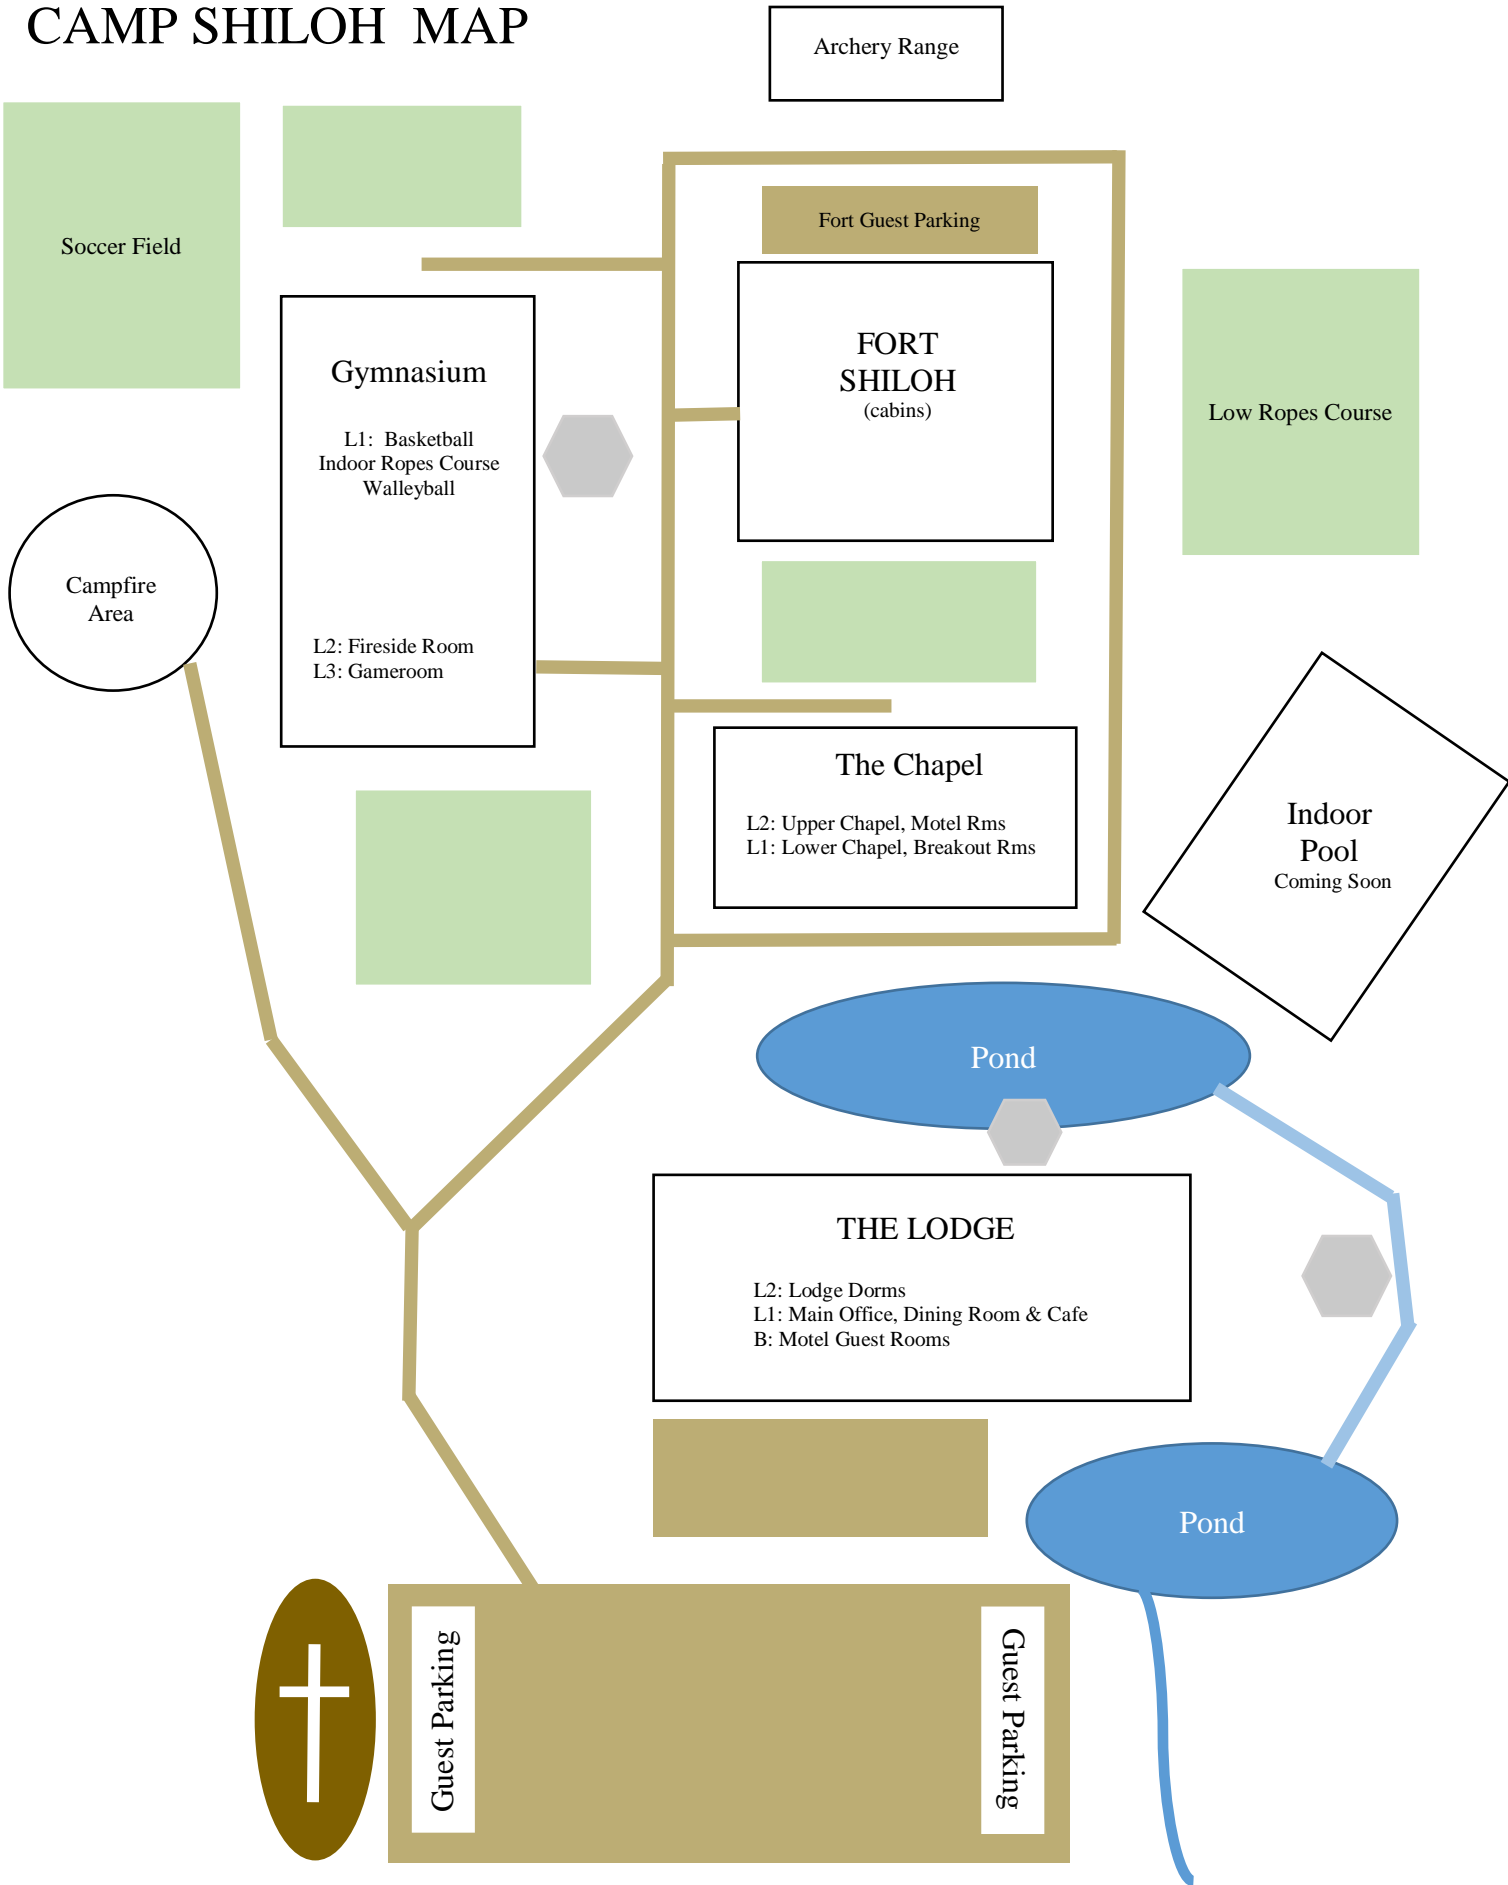 CAMP SHILOH  MAP
Archery Range
Soccer Field
Fort Guest Parking
Gymnasium
L1:  Basketball
Indoor Ropes Course
Walleyball
L2: Fireside Room
L3: Gameroom
FORT
SHILOH
(cabins)
Low Ropes Course
Campfire
Area
The Chapel
L2: Upper Chapel, Motel Rms
L1: Lower Chapel, Breakout Rms
Indoor
Pool
Coming Soon
Pond
THE LODGE
L2: Lodge Dorms
L1: Main Office, Dining Room & Cafe
B: Motel Guest Rooms
Pond
Guest Parking
Guest Parking